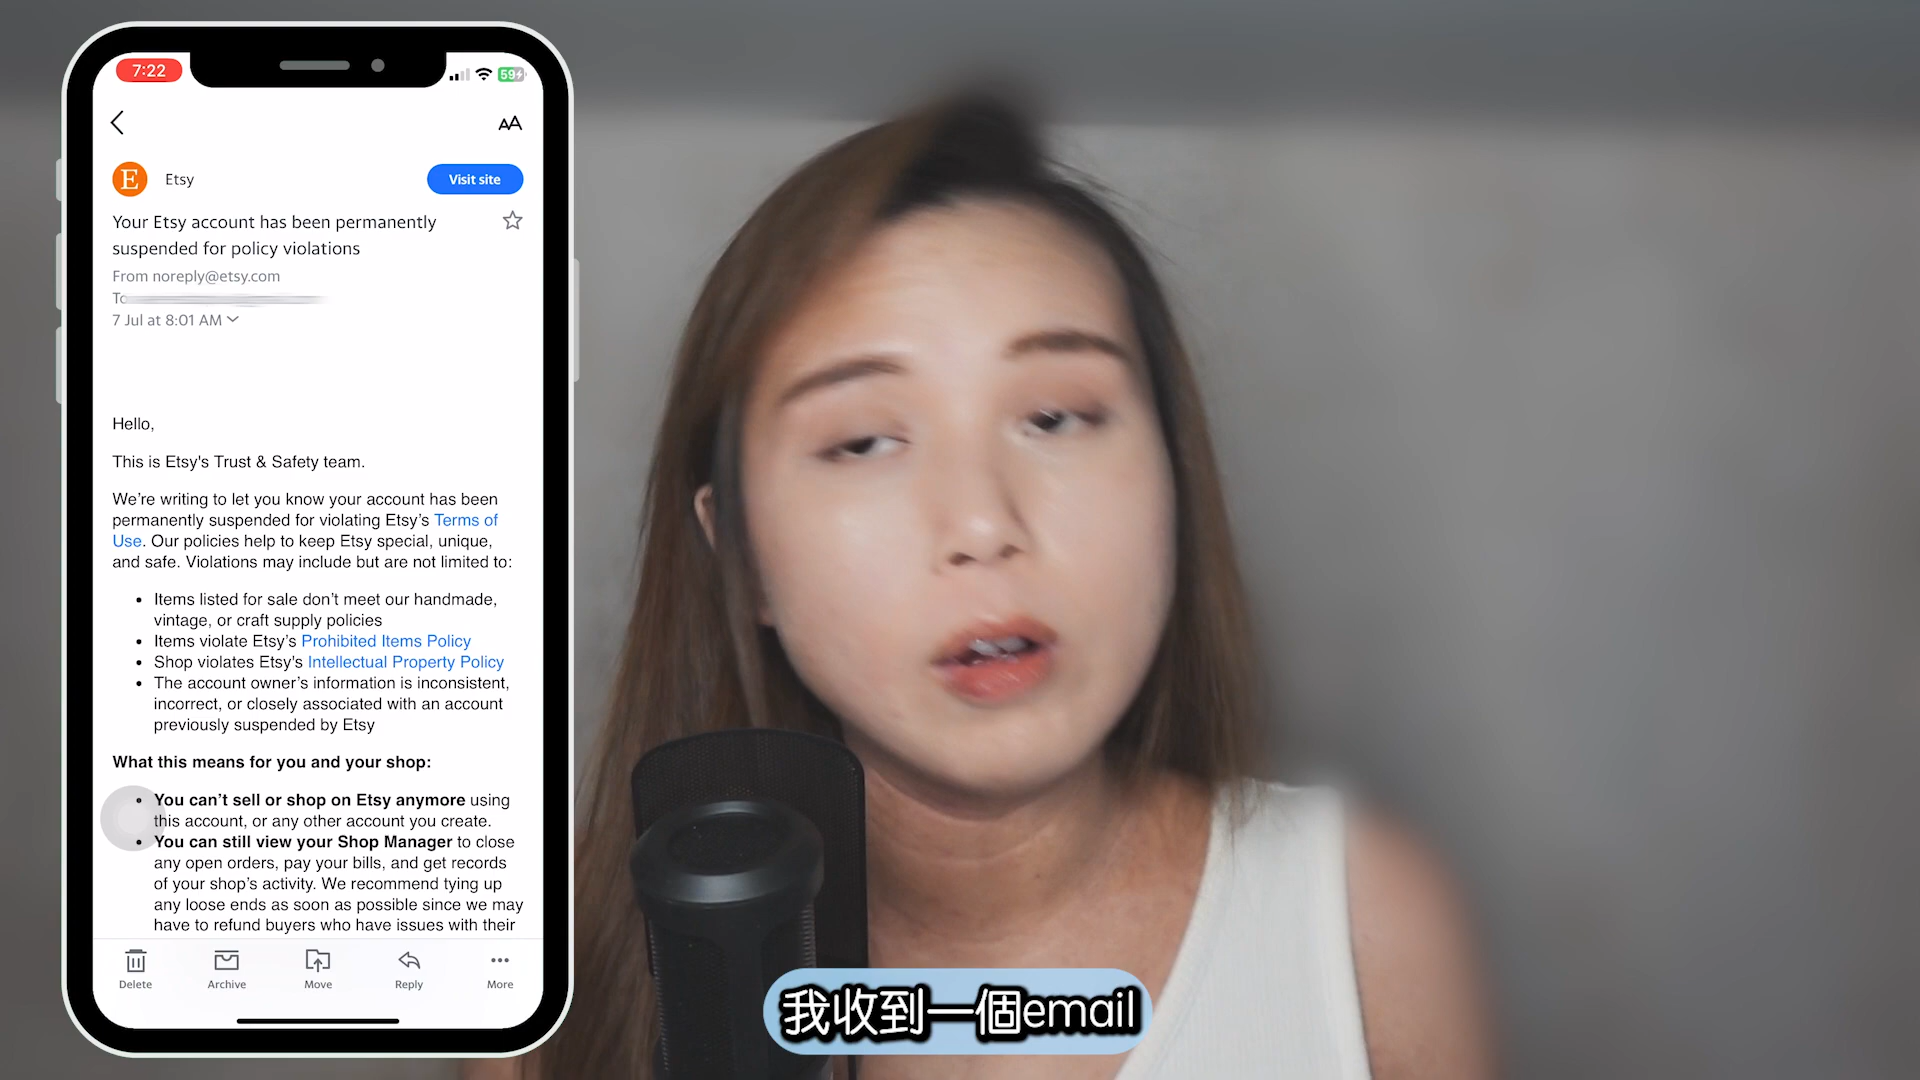 7:22
59
AA
E Etsy
Visit site
Your Etsy account has been permanently
suspended for policy violations
From noreply@etsy.com
To
7 Jul at 8:01 AM
Hello,
This is Etsy's Trust & Safety team.
We're writing to let you know your account has been
permanently suspended for violating Etsy's Terms of
Use. Our policies help to keep Etsy special, unique,
and safe. Violations may include but are not limited to:
• Items listed for sale don't meet our handmade,
vintage, or craft supply policies
• Items violate Etsy's Prohibited Items Policy
• Shop violates Etsy's Intellectual Property Policy
• The account owner's information is inconsistent,
incorrect, or closely associated with an account
previously suspended by Etsy
What this means for you and your shop:
• You can't sell or shop on Etsy anymore using
this account, or any other account you create.
• You can still view your Shop Manager to close
any open orders, pay your bills, and get records
of your shop's activity. We recommend tying up
any loose ends as soon as possible since we may
have to refund buyers who have issues with their
Delete
Archive
Move
Reply
More
我收到一個email